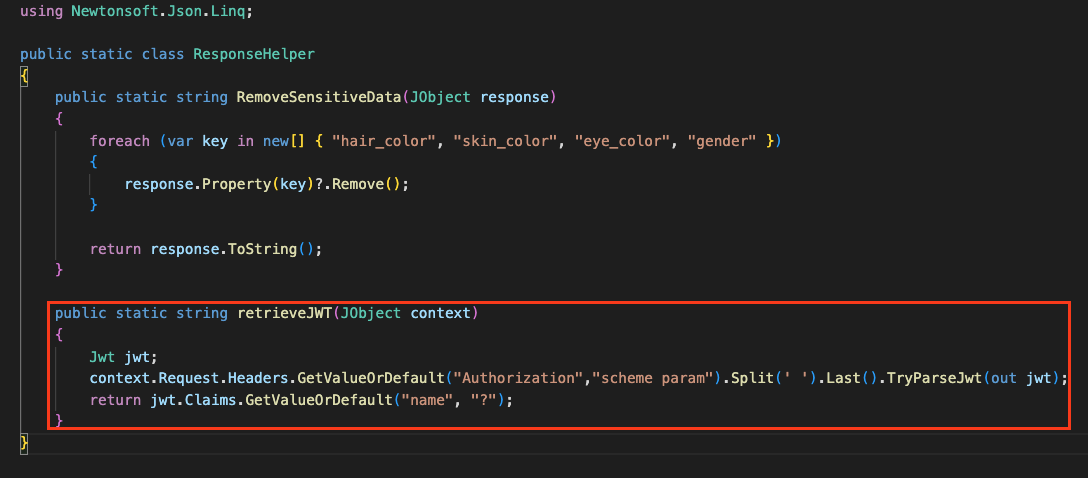 using Newtonsoft.Json.Linq;
public static class ResponseHelper
{
public static string RemoveSensitiveData(JObject response)
{
foreach (var key in new[] { "hair_color", "skin_color", "eye_color", "gender" })
{
response.Property(key)?.Remove();
}
return response.ToString();
}
public static string retrieveJWT(JObject context)
{
Jwt jwt;
context.Request.Headers.GetValueOrDefault("Authorization","scheme param").Split(' ').Last().TryParseJwt(out jwt);
return jwt.Claims.GetValueOrDefault("name", "?");
}
}